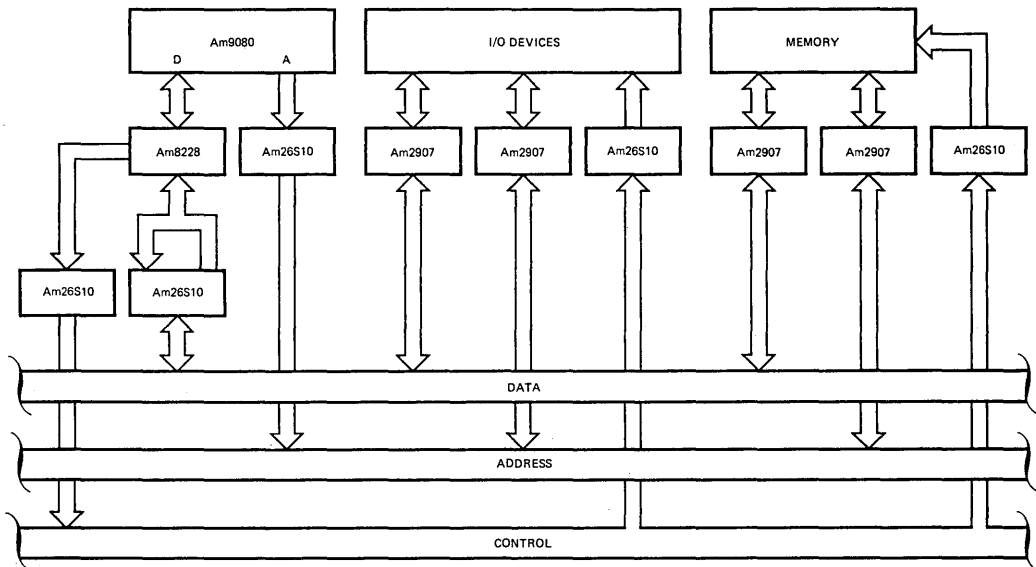 Am9080
D A
I/O DEVICES
MEMORY
Am8228
Am26S10
Am2907
Am2907
Am26S10
Am2907
Am2907
Am26S10
Am26S10
Am26S10
DATA
ADDRESS
CONTROL